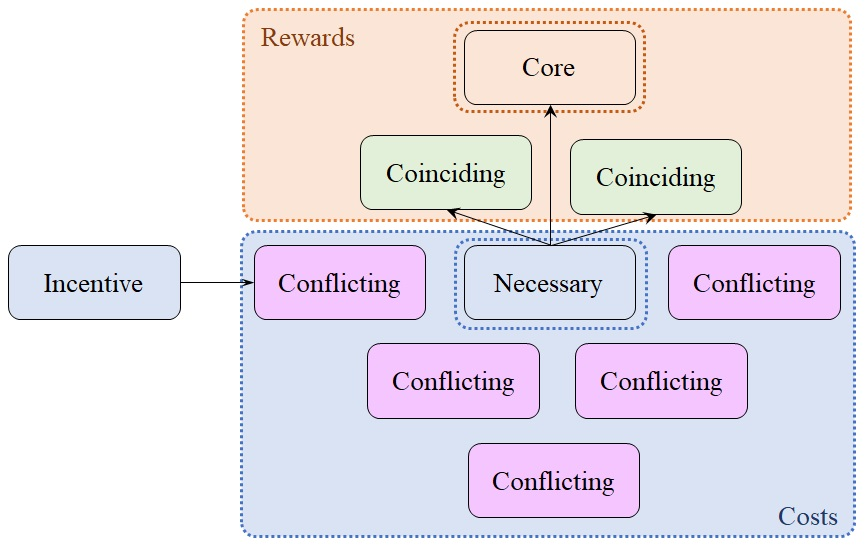 Rewards
Core
Coinciding
Coinciding
Incentive
Conflicting
Necessary
Conflicting
Conflicting
Conflicting
Conflicting
Costs